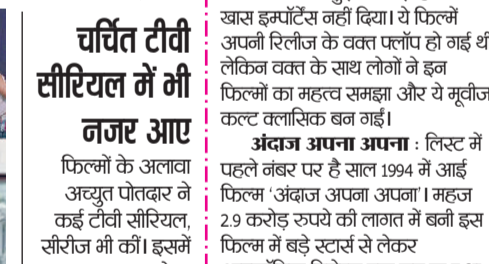 चर्चित टीवी
सीरियल में भी
नजर आए
फिल्मों के अलावा
अच्युत पोतदार ने
कई टीवी सीरियल,
सीरीज भी कीं। इसमें
खास इम्पॉर्टेंस नहीं दिया। ये फिल्में
अपनी रिलीज के वक्त फ्लॉप हो गई थीं
लेकिन वक्त के साथ लोगों ने इन
फिल्मों का महत्व समझा और ये मूवीज
कल्ट क्लासिक बन गईं।
अंदाज अपना अपना : लिस्ट में
पहले नंबर पर है साल 1994 में आई
फिल्म 'अंदाज अपना अपना'। महज
2.9 करोड़ रुपये की लागत में बनी इस
फिल्म में बड़े स्टार्स से लेकर